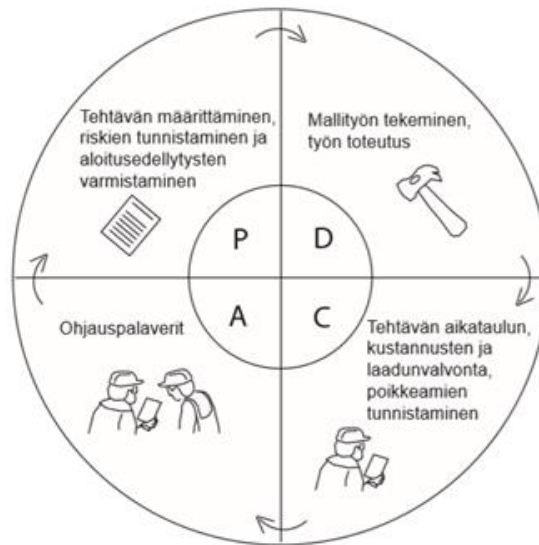 Tehtävän määrittäminen,
riskien tunnistaminen ja
aloitusedellytysten
varmistaminen
Mallityön tekeminen,
työn toteutus
P
D
A
C
Ohjauspalaverit
Tehtävän aikataulun,
kustannusten ja
laadunvalvonta,
poikkeamien
tunnistaminen